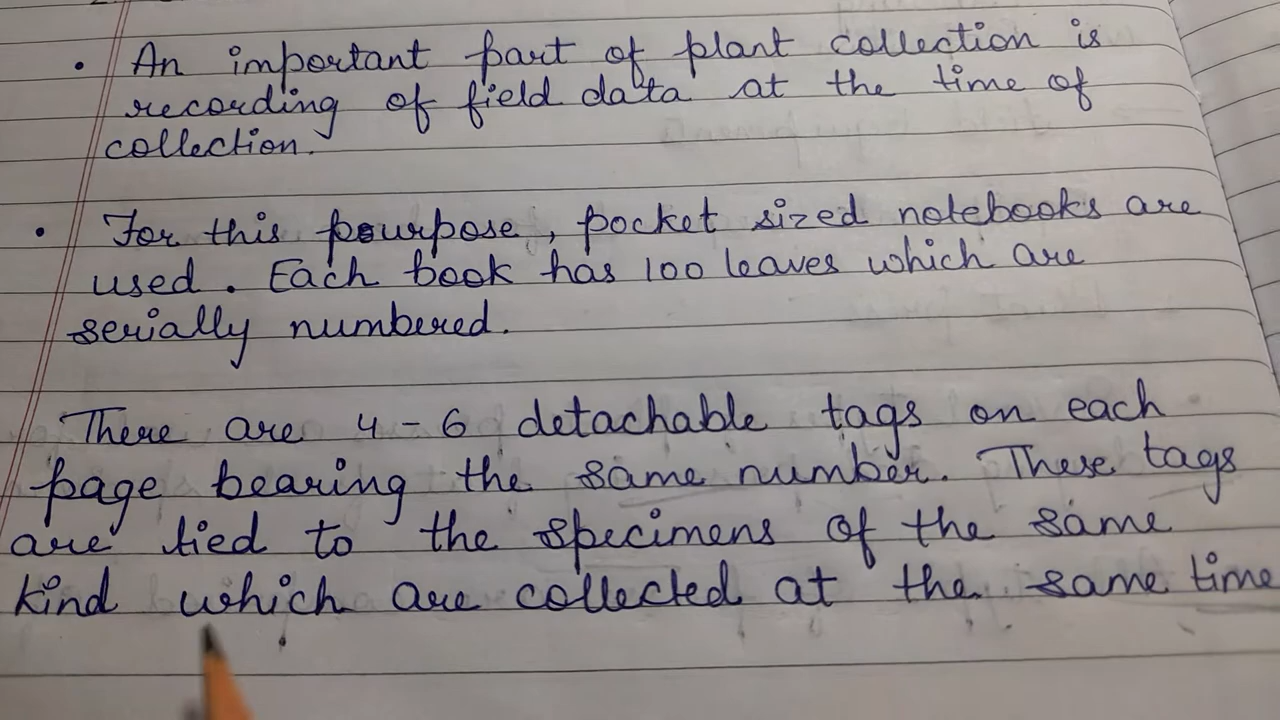 • An important part of plant collection is
recording of field data at the time of
collection.
• For this pourpose, pocket sized notebooks are
used. Each book has 100 leaves which are
serially numbered.
There are 4-6 detachable tags on each
page bearing the same number. These tags
are tied to the specimens of the same
kind which are collected at the same time